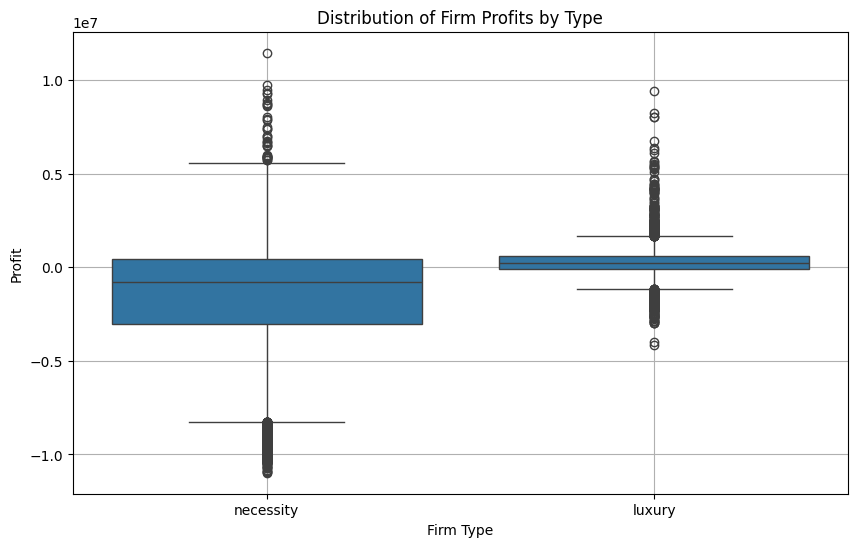 Distribution of Firm Profits by Type
1e7
1.0
0.5
0.0
−0.5
−1.0
Profit
necessity
luxury
Firm Type